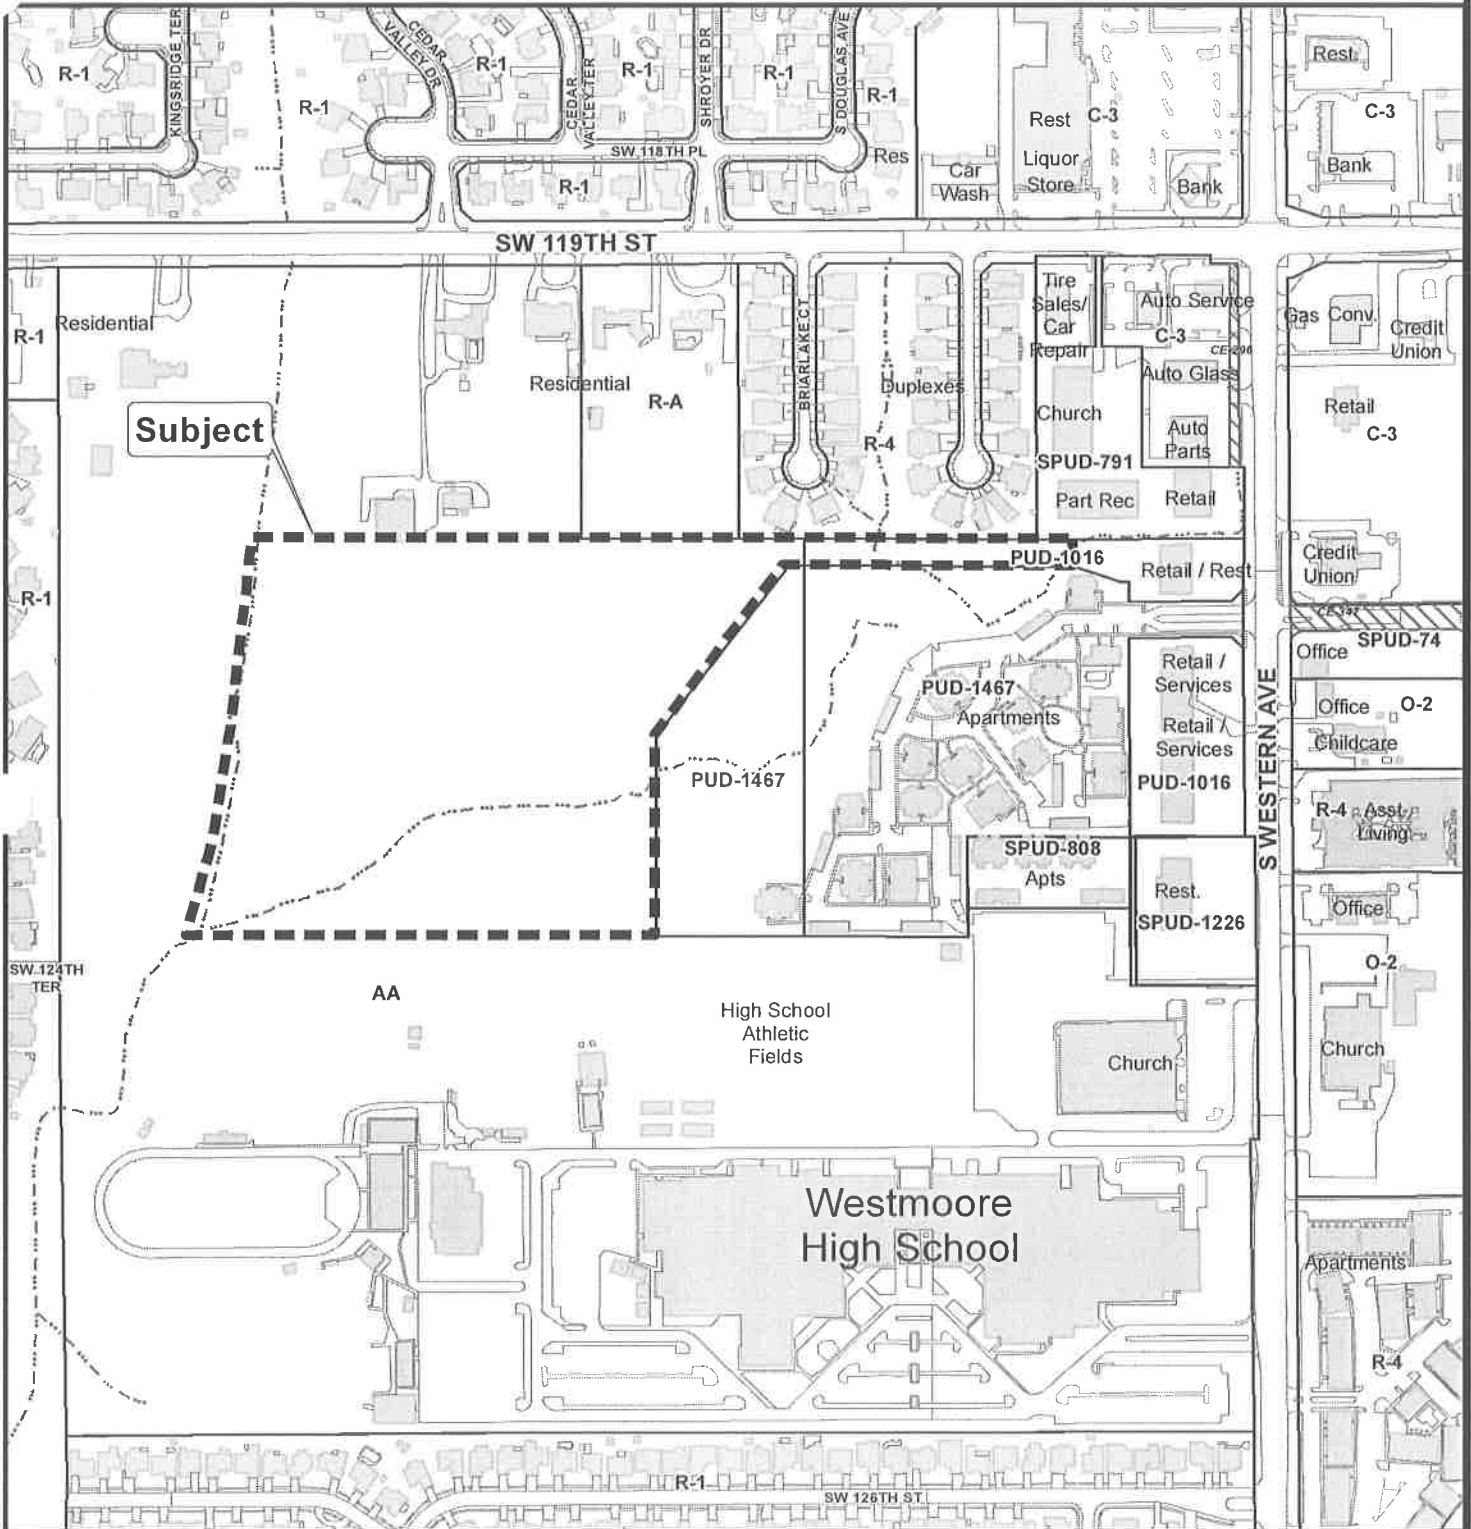 KINGSRIDGE TER
R-1
R-1
CEDAR
VALLEY DR
R-1
CEDAR
VALLEY TER
R-1
SHROYER DR
R-1
S DOUGLAS AVE
R-1
Res
SW 118TH PL
R-1
Car
Wash
Rest
C-3
Liquor
Store
Bank
Rest.
C-3
Bank
SW 119TH ST
R-1
Residential
Residential
R-A
BRIARLAKE CT
Duplexes
R-4
Tire
Sales/
Car
Repair
Auto Service
C-3
CE-296
Auto Glass
Auto
Parts
Church
SPUD-791
Part Rec
Retail
Gas Conv.
Credit
Union
Retail
C-3
Subject
PUD-1016
Retail / Rest
Credit
Union
CE-347
SPUD-74
Office
R-1
Retail /
Services
Retail /
Services
PUD-1016
PUD-1467
Apartments
PUD-1467
S WESTERN AVE
Office
O-2
Childcare
R-4
Asst.
Living
SPUD-808
Apts
Rest.
SPUD-1226
Office
O-2
SW 124TH
TER
AA
High School
Athletic
Fields
Church
Church
Westmoore
High School
Apartments
R-4
R-1
SW 126TH ST